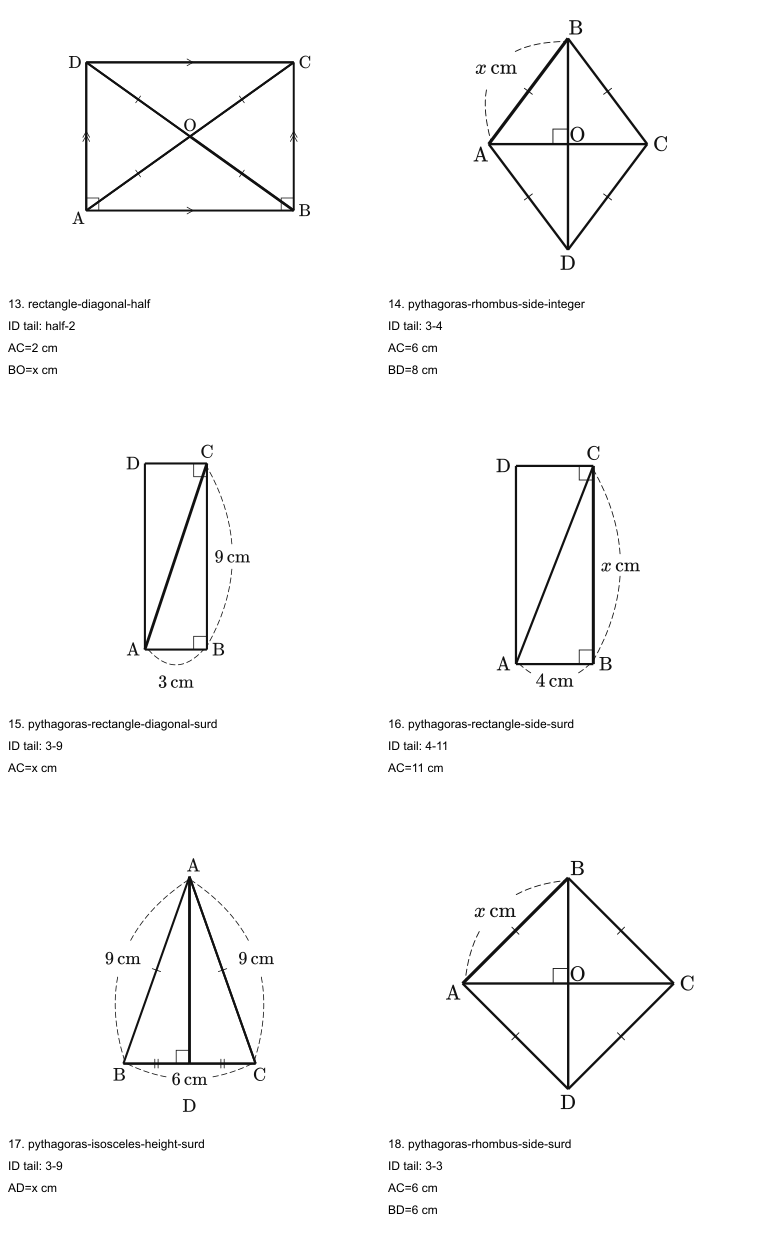 D C
O
A B
13. rectangle-diagonal-half
ID tail: half-2
AC=2 cm
BO=x cm
B
x cm
O
A C
D
14. pythagoras-rhombus-side-integer
ID tail: 3-4
AC=6 cm
BD=8 cm
C
D
9 cm
A B
3 cm
15. pythagoras-rectangle-diagonal-surd
ID tail: 3-9
AC=x cm
C
D
x cm
A B
4 cm
16. pythagoras-rectangle-side-surd
ID tail: 4-11
AC=11 cm
A
9 cm 9 cm
B 6 cm C
D
17. pythagoras-isosceles-height-surd
ID tail: 3-9
AD=x cm
B
x cm
O
A C
D
18. pythagoras-rhombus-side-surd
ID tail: 3-3
AC=6 cm
BD=6 cm